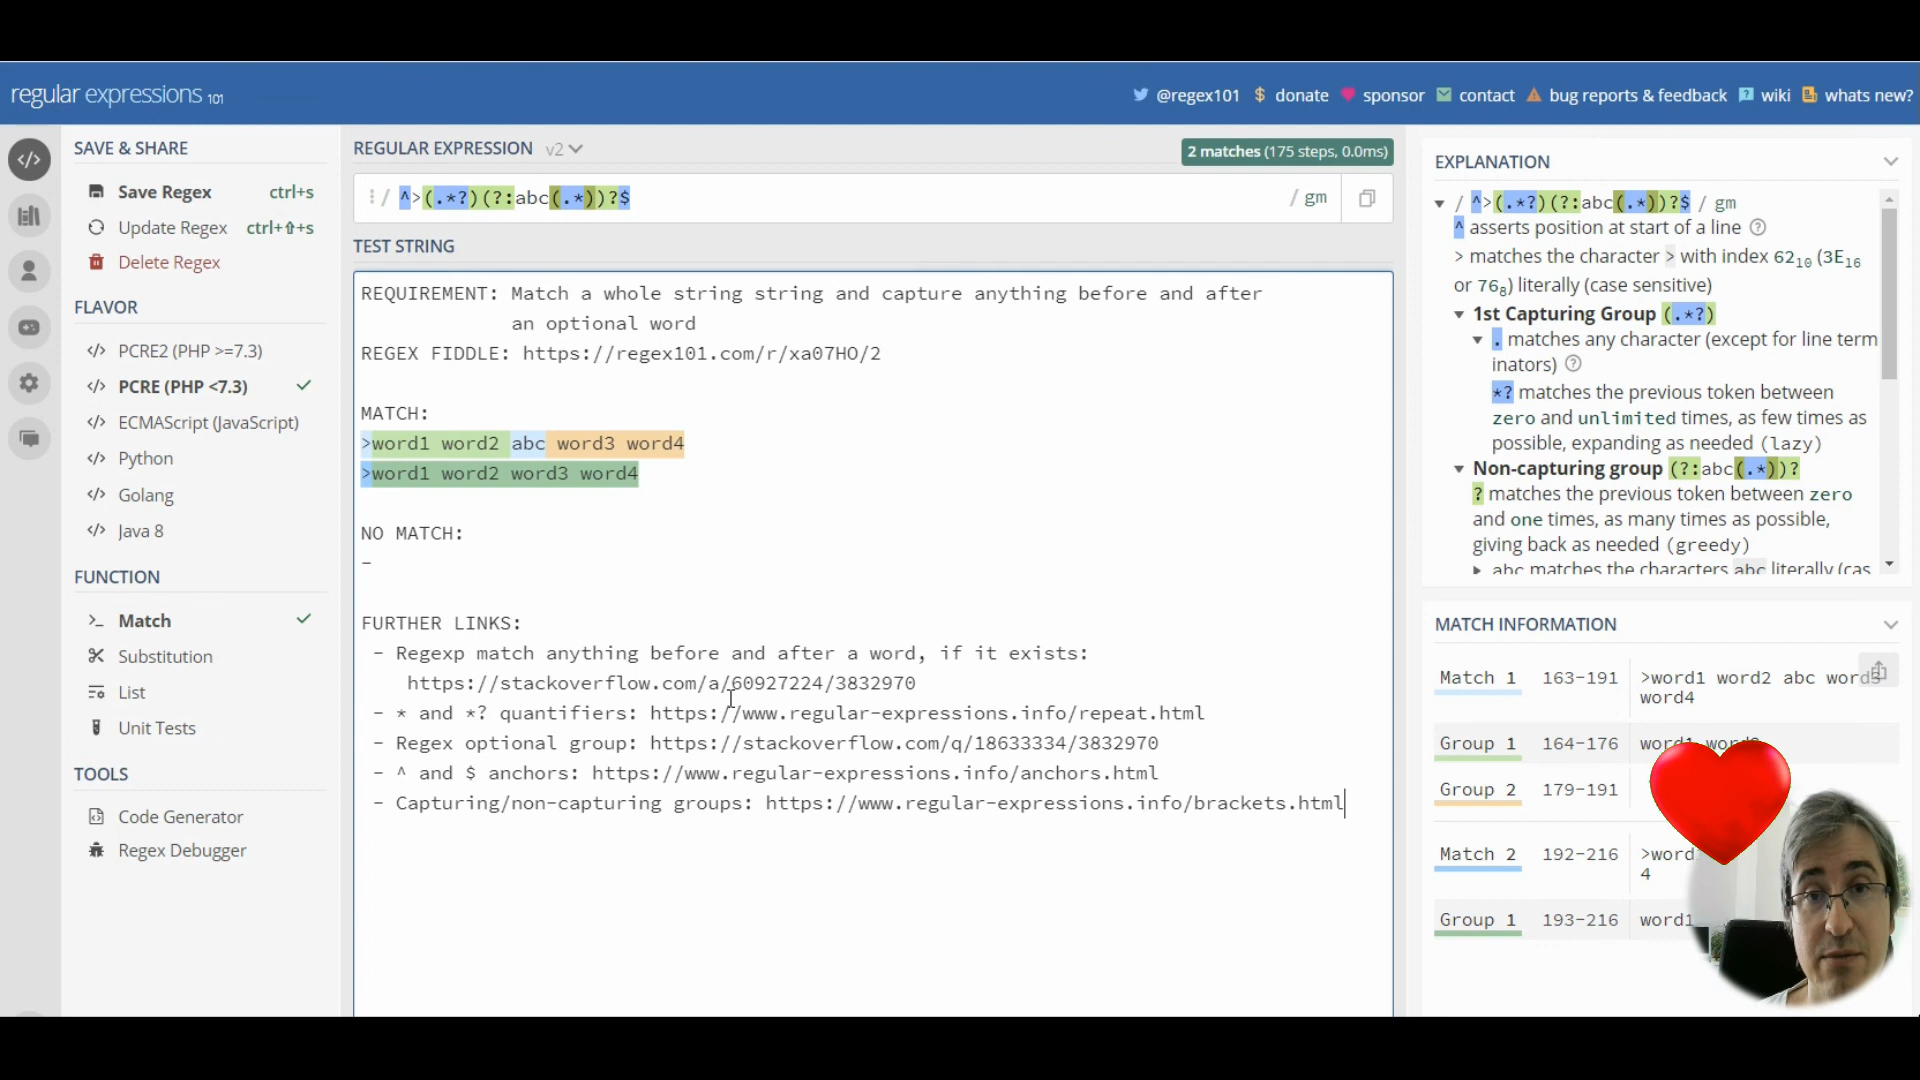 regular expressions 101
@regex101
$ donate
sponsor
contact
bug reports & feedback
wiki
whats new?
SAVE & SHARE
Save Regex ctrl+s
Update Regex ctrl+⇧+s
Delete Regex
FLAVOR
</> PCRE2 (PHP >=7.3)
</> PCRE (PHP <7.3)
</> ECMAScript (JavaScript)
</> Python
</> Golang
</> Java 8
FUNCTION
>_ Match
Substitution
List
Unit Tests
TOOLS
Code Generator
Regex Debugger
REGULAR EXPRESSION v2
2 matches (175 steps, 0.0ms)
/ ^>(.*?)(?:abc(.*))?$ / gm
TEST STRING
REQUIREMENT: Match a whole string string and capture anything before and after
an optional word
REGEX FIDDLE: https://regex101.com/r/xa07HO/2
MATCH:
>word1 word2 abc word3 word4
>word1 word2 word3 word4
NO MATCH:
-
FURTHER LINKS:
- Regexp match anything before and after a word, if it exists:
https://stackoverflow.com/a/60927224/3832970
- * and *? quantifiers: https://www.regular-expressions.info/repeat.html
- Regex optional group: https://stackoverflow.com/q/18633334/3832970
- ^ and $ anchors: https://www.regular-expressions.info/anchors.html
- Capturing/non-capturing groups: https://www.regular-expressions.info/brackets.html
EXPLANATION
/ ^>(.*?)(?:abc(.*))?$ / gm
^ asserts position at start of a line
> matches the character > with index 62₁₀ (3E₁₆
or 76₈) literally (case sensitive)
1st Capturing Group (.*?)
. matches any character (except for line term
inators)
*? matches the previous token between
zero and unlimited times, as few times as
possible, expanding as needed (lazy)
Non-capturing group (?:abc(.*))?
? matches the previous token between zero
and one times, as many times as possible,
giving back as needed (greedy)
abc matches the characters abc literally (cas
MATCH INFORMATION
Match 1 163-191 >word1 word2 abc word3
word4
Group 1 164-176 word1 word2
Group 2 179-191
Match 2 192-216 >word
4
Group 1 193-216 word1